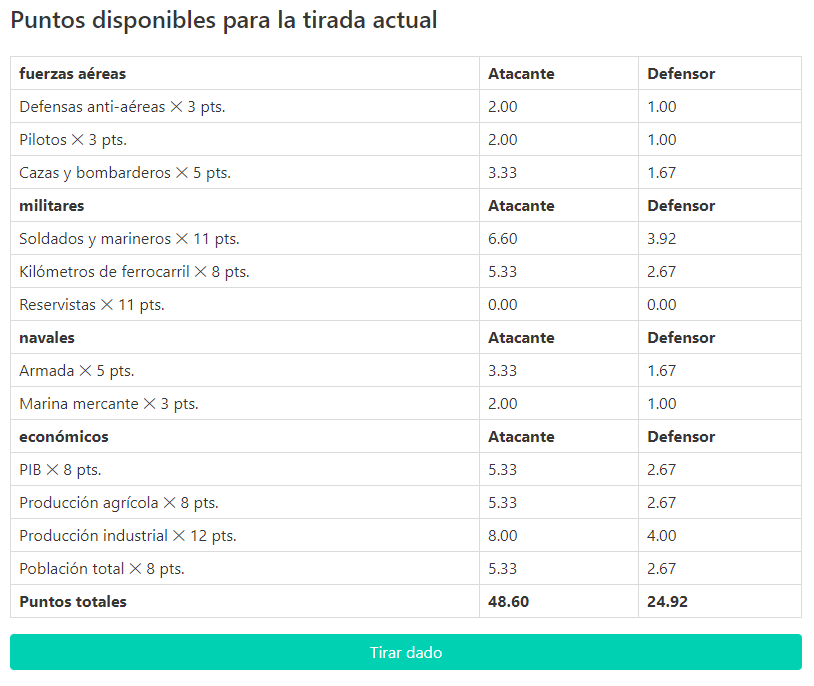 Puntos disponibles para la tirada actual
fuerzas aéreas Atacante Defensor
Defensas anti-aéreas × 3 pts. 2.00 1.00
Pilotos × 3 pts. 2.00 1.00
Cazas y bombarderos × 5 pts. 3.33 1.67
militares Atacante Defensor
Soldados y marineros × 11 pts. 6.60 3.92
Kilómetros de ferrocarril × 8 pts. 5.33 2.67
Reservistas × 11 pts. 0.00 0.00
navales Atacante Defensor
Armada × 5 pts. 3.33 1.67
Marina mercante × 3 pts. 2.00 1.00
económicos Atacante Defensor
PIB × 8 pts. 5.33 2.67
Producción agrícola × 8 pts. 5.33 2.67
Producción industrial × 12 pts. 8.00 4.00
Población total × 8 pts. 5.33 2.67
Puntos totales 48.60 24.92
Tirar dado